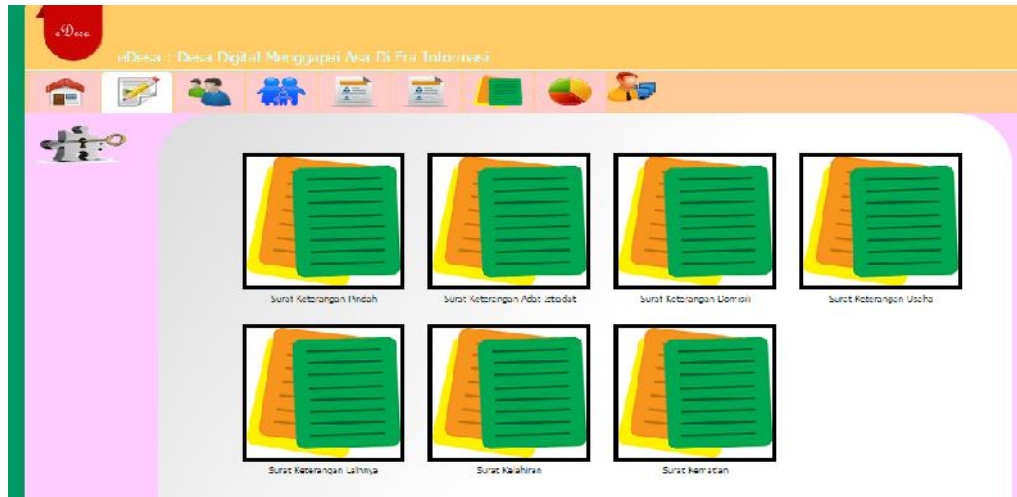 eDesa
eDesa : Desa Digital Menggapai Asa Di Era Informasi
Surat Keterangan Pindah
Surat Keterangan Adat Istiadat
Surat Keterangan Domisili
Surat Keterangan Usaha
Surat Keterangan Lainnya
Surat Kelahiran
Surat Kematian